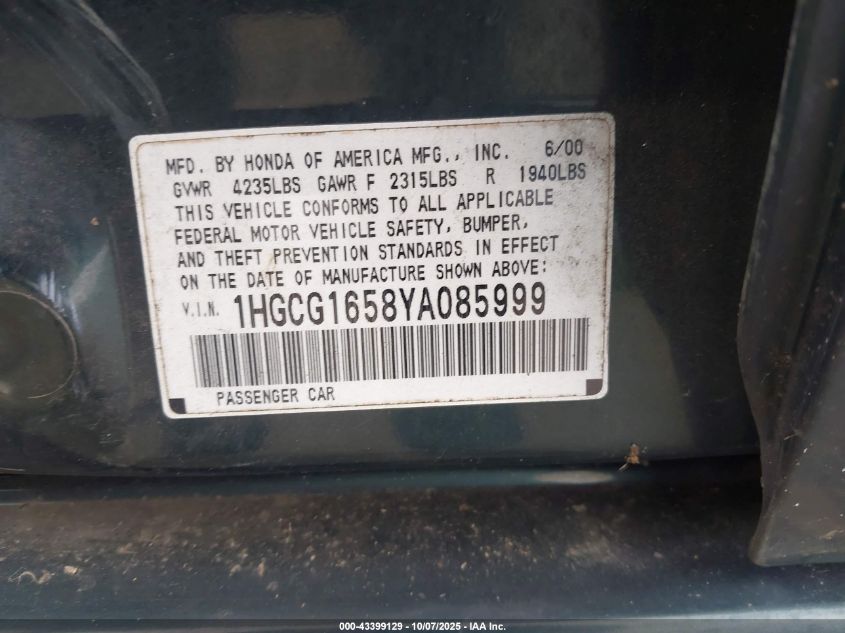 MFD. BY HONDA OF AMERICA MFG., INC. 6/00
GVWR 4235LBS GAWR F 2315LBS R 1940LBS
THIS VEHICLE CONFORMS TO ALL APPLICABLE
FEDERAL MOTOR VEHICLE SAFETY, BUMPER,
AND THEFT PREVENTION STANDARDS IN EFFECT
ON THE DATE OF MANUFACTURE SHOWN ABOVE:
V.I.N. 1HGCG1658YA085999
PASSENGER CAR
000-43399129 - 10/07/2025 - IAA Inc.